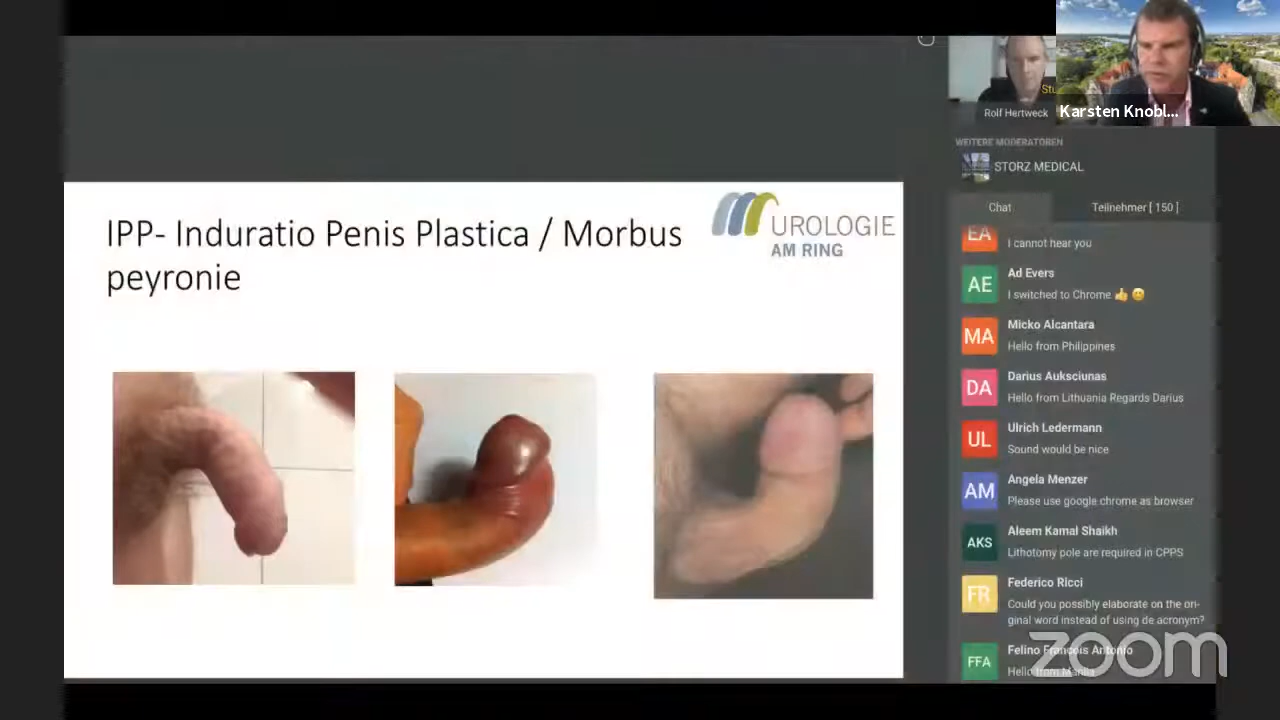 IPP- Induratio Penis Plastica / Morbus
peyronie
UROLOGIE
AM RING
Rolf Hertweck
Karsten Knobl...
WEITERE MODERATOREN
STORZ MEDICAL
Chat
Teilnehmer [ 150 ]
EA
I cannot hear you
AE
Ad Evers
I switched to Chrome 👍 😊
MA
Micko Alcantara
Hello from Philippines
DA
Darius Auksciunas
Hello from Lithuania Regards Darius
UL
Ulrich Ledermann
Sound would be nice
AM
Angela Menzer
Please use google chrome as browser
AKS
Aleem Kamal Shaikh
Lithotomy pole are required in CPPS
FR
Federico Ricci
Could you possibly elaborate on the ori-
ginal word instead of using de acronym?
FFA
Felino François Antonio
Hello from Manila
zoom